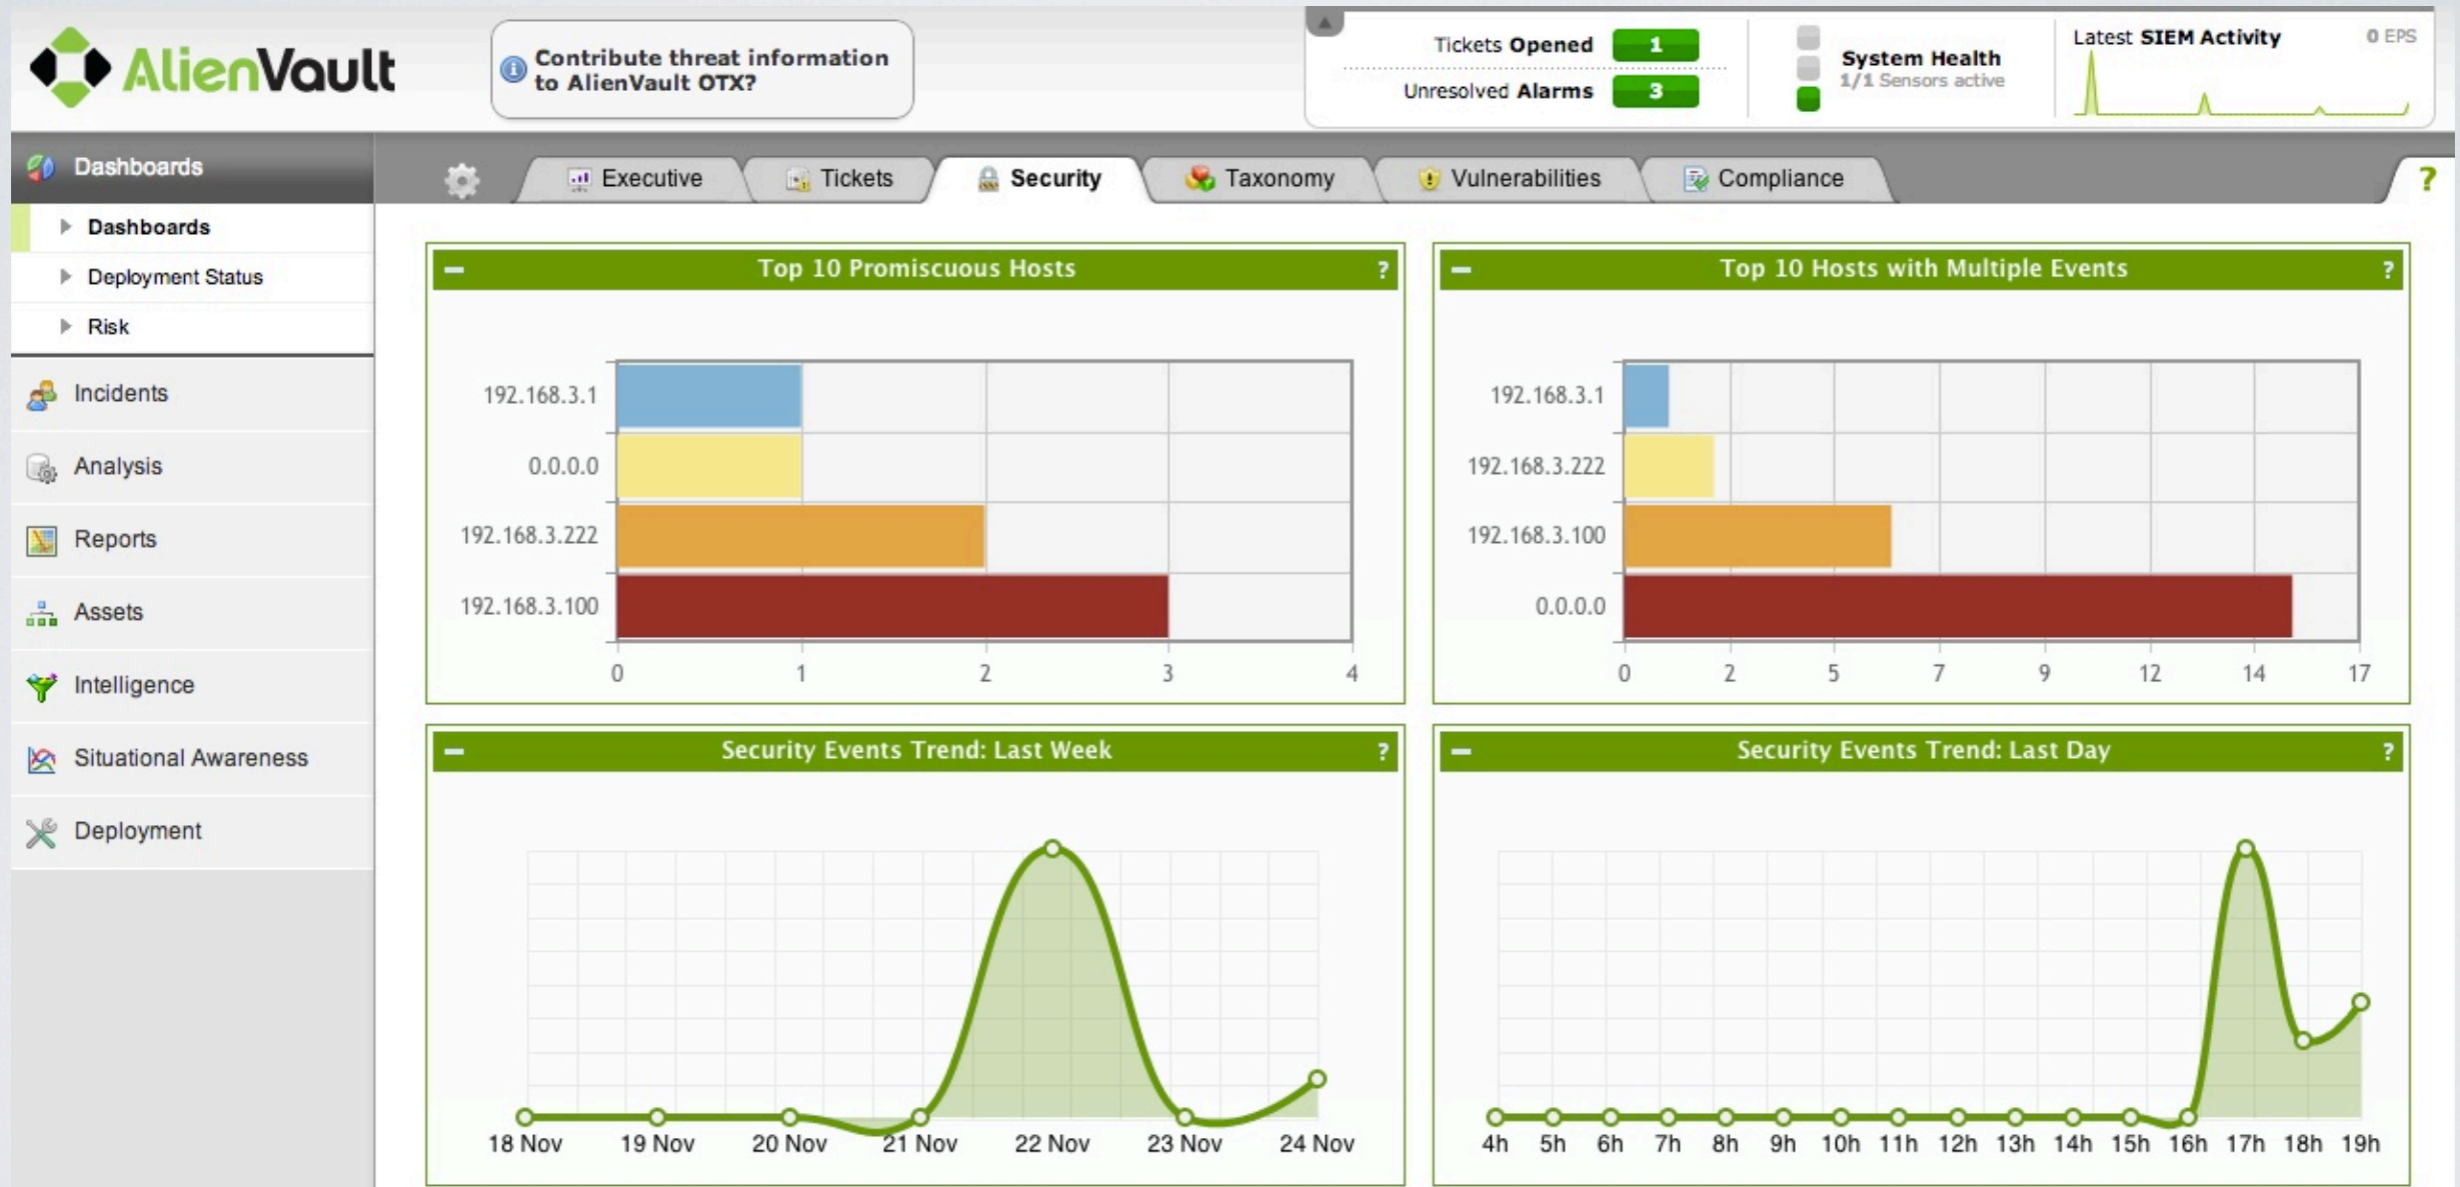 AlienVault
Contribute threat information
to AlienVault OTX?
Tickets Opened 1
Unresolved Alarms 3
System Health
1/1 Sensors active
Latest SIEM Activity 0 EPS
Dashboards
Executive Tickets Security Taxonomy Vulnerabilities Compliance ?
Dashboards
Deployment Status
Risk
Incidents
Analysis
Reports
Assets
Intelligence
Situational Awareness
Deployment
Top 10 Promiscuous Hosts ?
192.168.3.1
0.0.0.0
192.168.3.222
192.168.3.100
0 1 2 3 4
Top 10 Hosts with Multiple Events ?
192.168.3.1
192.168.3.222
192.168.3.100
0.0.0.0
0 2 5 7 9 12 14 17
Security Events Trend: Last Week ?
18 Nov 19 Nov 20 Nov 21 Nov 22 Nov 23 Nov 24 Nov
Security Events Trend: Last Day ?
4h 5h 6h 7h 8h 9h 10h 11h 12h 13h 14h 15h 16h 17h 18h 19h